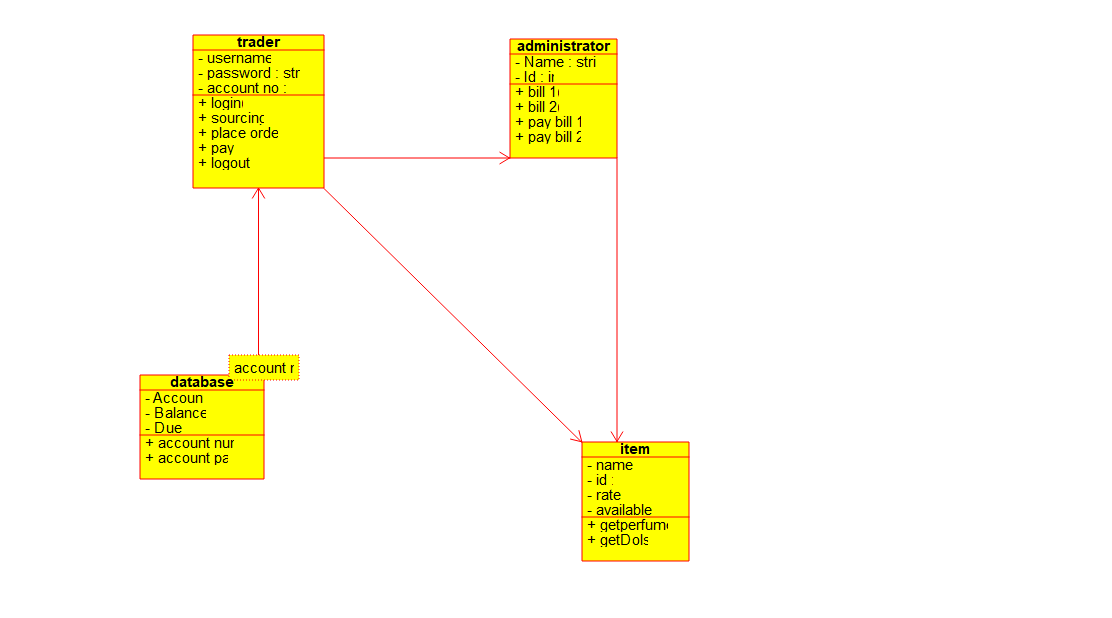 trader
- username
- password : str
- account no :
+ login
+ sourcing
+ place orde
+ pay
+ logout
administrator
- Name : stri
- Id : in
+ bill 1
+ bill 2
+ pay bill 1
+ pay bill 2
account r
database
- Accoun
- Balance
- Due
+ account nur
+ account pa
item
- name
- id :
- rate
- available
+ getperfume
+ getDols